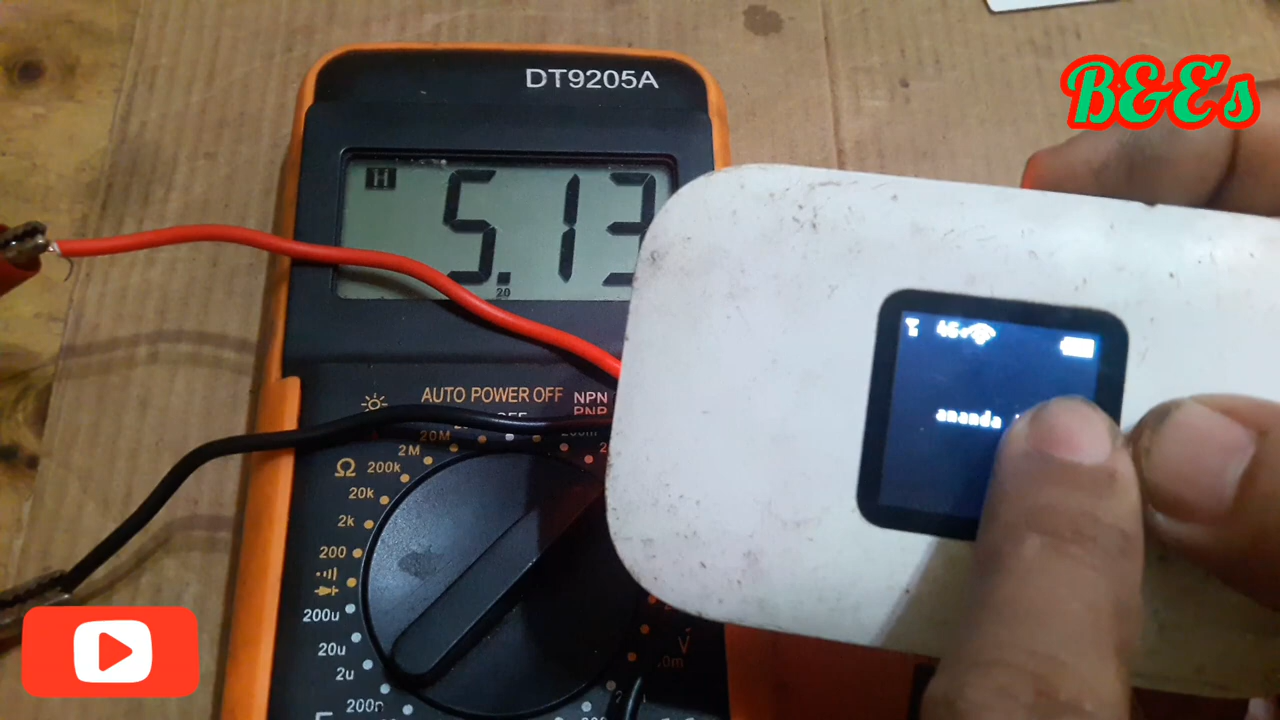 B&E's
DT9205A
H
5.13
20
AUTO POWER OFF
NPN
PNP
OFF
20M
2M
Ω
200k
20k
2k
200
200u
20u
2u
200n
4G
ananda